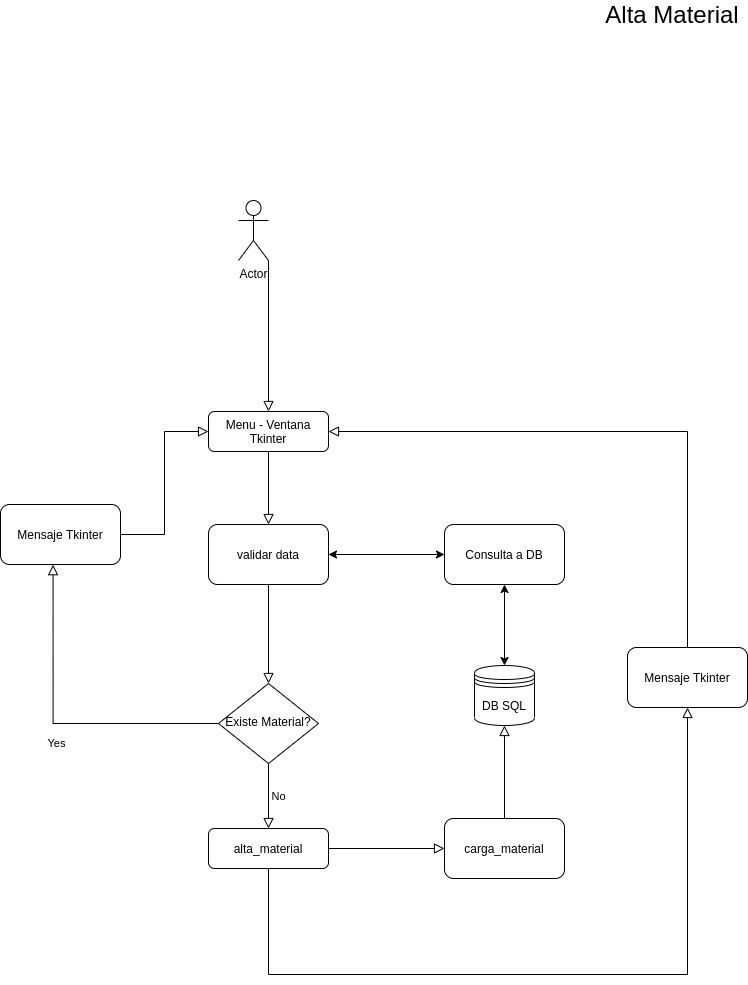 Alta Material
Actor
Menu - Ventana
Tkinter
Mensaje Tkinter
validar data
Consulta a DB
Mensaje Tkinter
DB SQL
Existe Material?
Yes
No
alta_material
carga_material